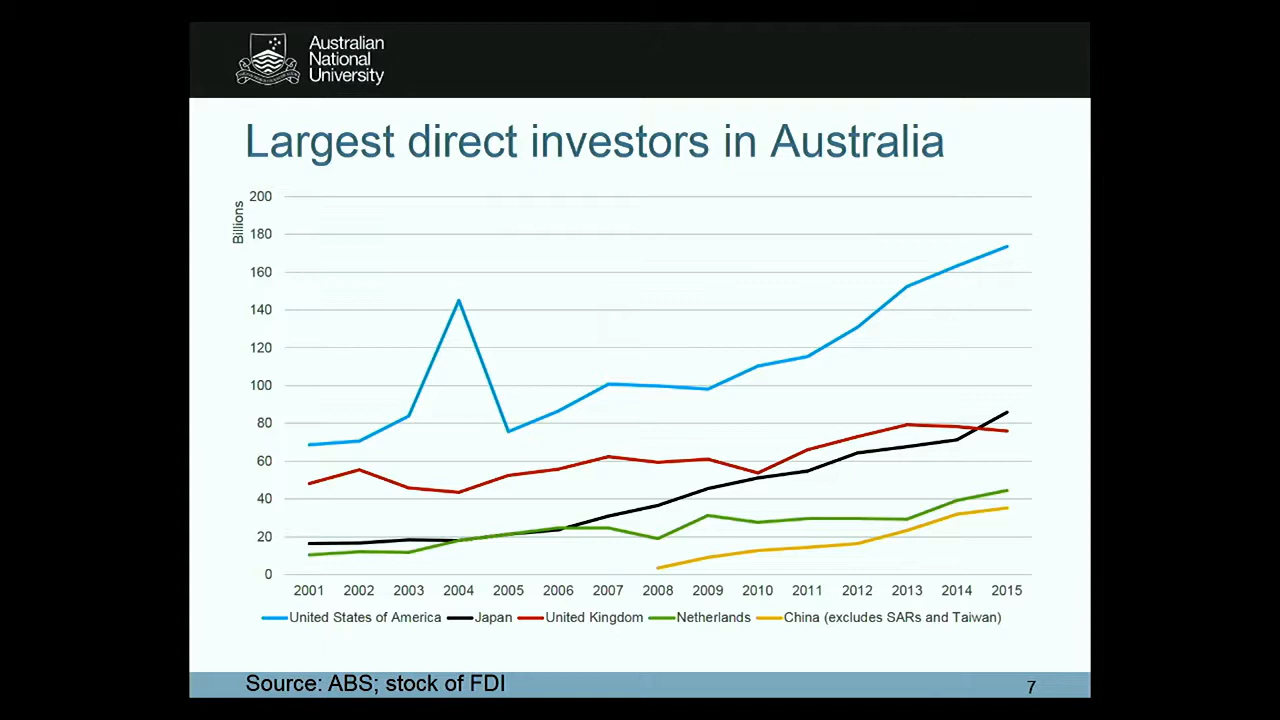 Australian
National
University
Largest direct investors in Australia
Billions
200
180
160
140
120
100
80
60
40
20
0
2001 2002 2003 2004 2005 2006 2007 2008 2009 2010 2011 2012 2013 2014 2015
United States of America Japan United Kingdom Netherlands China (excludes SARs and Taiwan)
Source: ABS; stock of FDI
7